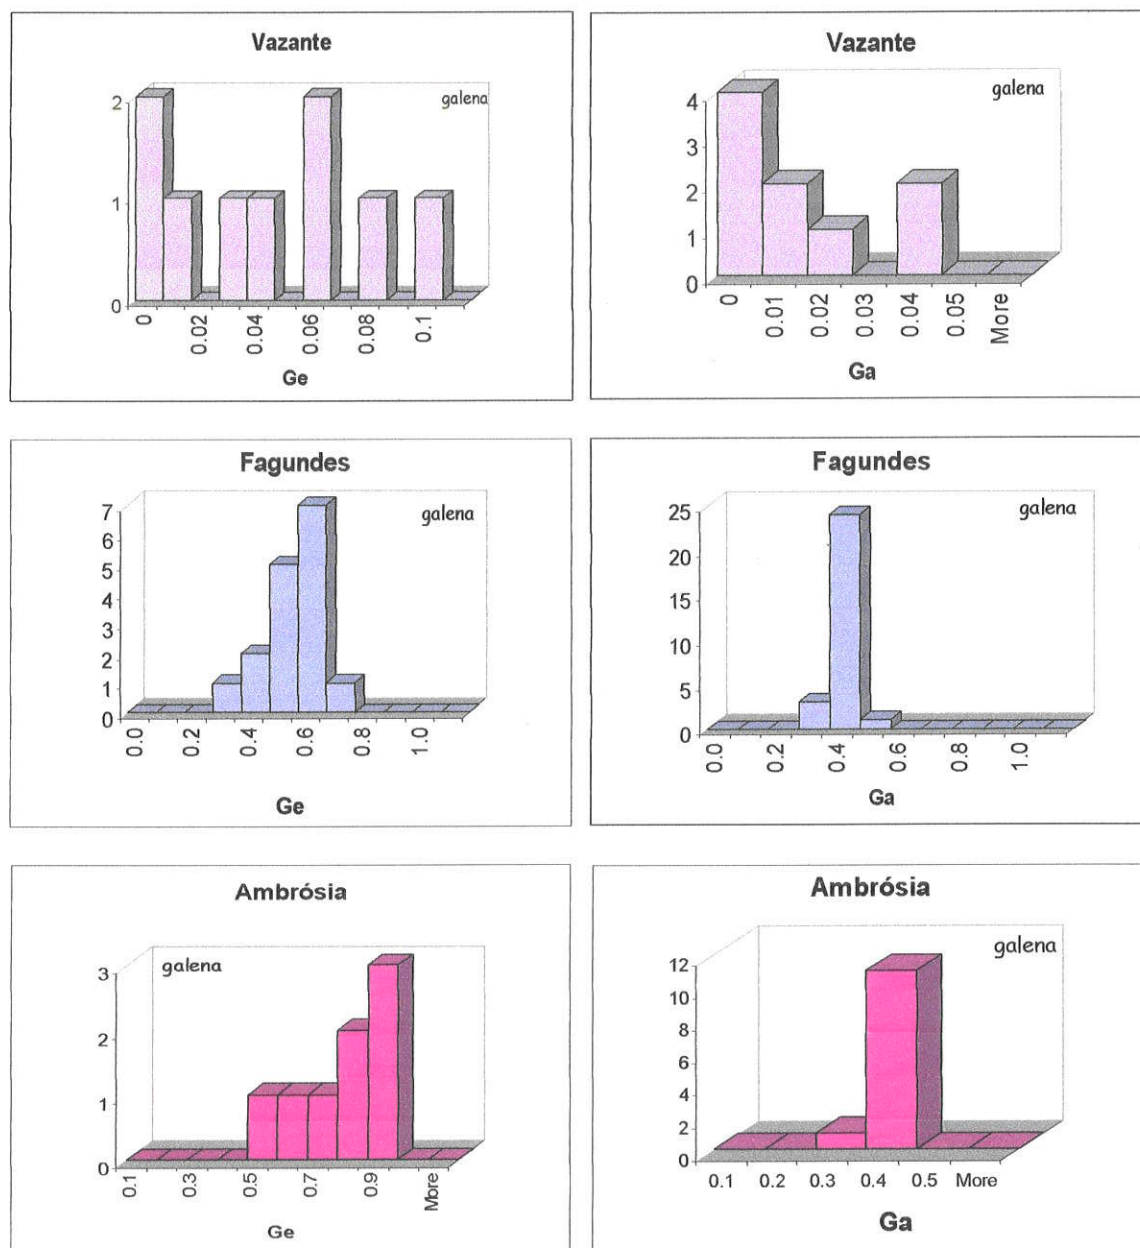 Vazante
galena
2
1
0
0
0.02
0.04
0.06
0.08
0.1
Ge
Vazante
galena
4
3
2
1
0
0
0.01
0.02
0.03
0.04
0.05
More
Ga
Fagundes
galena
7
6
5
4
3
2
1
0
0.0
0.2
0.4
0.6
0.8
1.0
Ge
Fagundes
galena
25
20
15
10
5
0
0.0
0.2
0.4
0.6
0.8
1.0
Ga
Ambrósia
galena
3
2
1
0
0.1
0.3
0.5
0.7
0.9
More
Ge
Ambrósia
galena
12
10
8
6
4
2
0
0.1 0.2 0.3 0.4 0.5 More
Ga